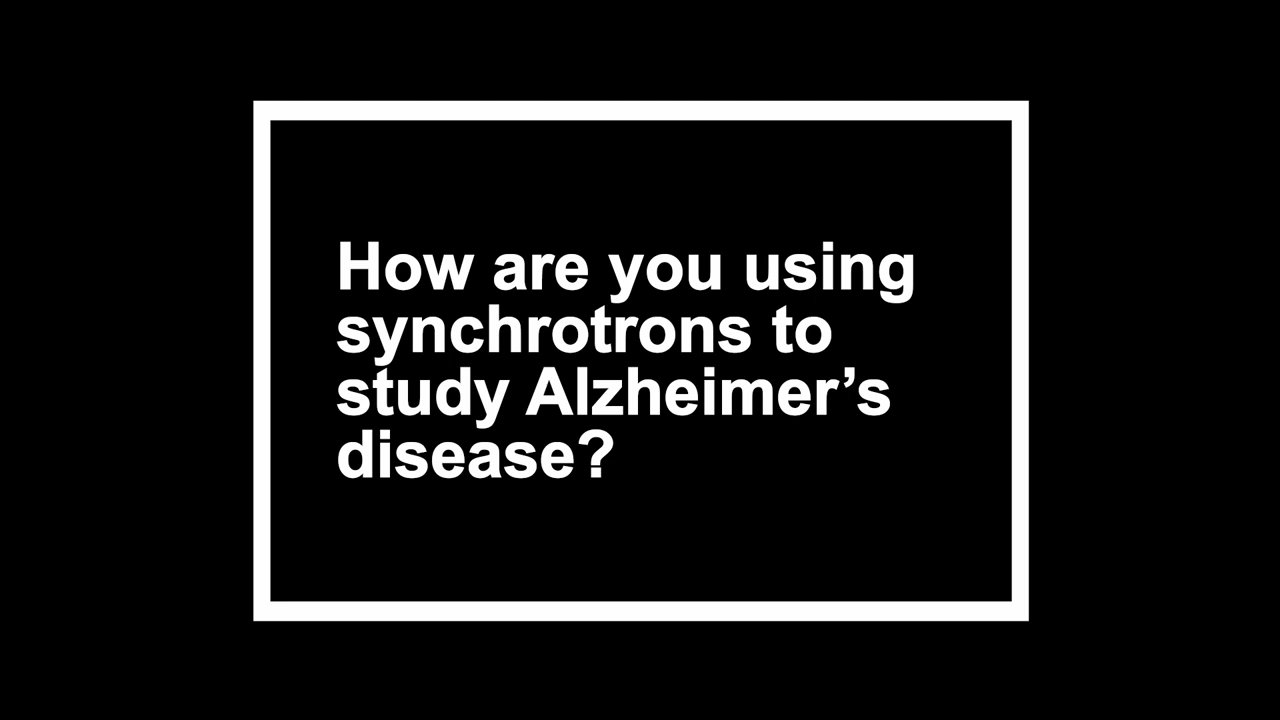 How are you using
synchrotrons to
study Alzheimer’s
disease?